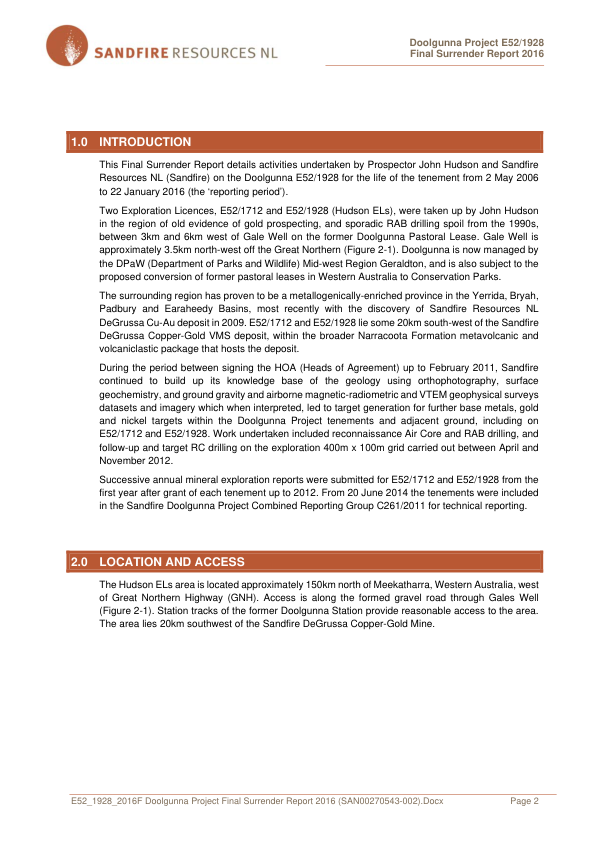 SANDFIRE RESOURCES NL
Doolgunna Project E52/1928
Final Surrender Report 2016
1.0 INTRODUCTION
This Final Surrender Report details activities undertaken by Prospector John Hudson and Sandfire
Resources NL (Sandfire) on the Doolgunna E52/1928 for the life of the tenement from 2 May 2006
to 22 January 2016 (the ‘reporting period’).
Two Exploration Licences, E52/1712 and E52/1928 (Hudson ELs), were taken up by John Hudson
in the region of old evidence of gold prospecting, and sporadic RAB drilling spoil from the 1990s,
between 3km and 6km west of Gale Well on the former Doolgunna Pastoral Lease. Gale Well is
approximately 3.5km north-west off the Great Northern (Figure 2-1). Doolgunna is now managed by
the DPaW (Department of Parks and Wildlife) Mid-west Region Geraldton, and is also subject to the
proposed conversion of former pastoral leases in Western Australia to Conservation Parks.
The surrounding region has proven to be a metallogenically-enriched province in the Yerrida, Bryah,
Padbury and Earaheedy Basins, most recently with the discovery of Sandfire Resources NL
DeGrussa Cu-Au deposit in 2009. E52/1712 and E52/1928 lie some 20km south-west of the Sandfire
DeGrussa Copper-Gold VMS deposit, within the broader Narracoota Formation metavolcanic and
volcaniclastic package that hosts the deposit.
During the period between signing the HOA (Heads of Agreement) up to February 2011, Sandfire
continued to build up its knowledge base of the geology using orthophotography, surface
geochemistry, and ground gravity and airborne magnetic-radiometric and VTEM geophysical surveys
datasets and imagery which when interpreted, led to target generation for further base metals, gold
and nickel targets within the Doolgunna Project tenements and adjacent ground, including on
E52/1712 and E52/1928. Work undertaken included reconnaissance Air Core and RAB drilling, and
follow-up and target RC drilling on the exploration 400m x 100m grid carried out between April and
November 2012.
Successive annual mineral exploration reports were submitted for E52/1712 and E52/1928 from the
first year after grant of each tenement up to 2012. From 20 June 2014 the tenements were included
in the Sandfire Doolgunna Project Combined Reporting Group C261/2011 for technical reporting.
2.0 LOCATION AND ACCESS
The Hudson ELs area is located approximately 150km north of Meekatharra, Western Australia, west
of Great Northern Highway (GNH). Access is along the formed gravel road through Gales Well
(Figure 2-1). Station tracks of the former Doolgunna Station provide reasonable access to the area.
The area lies 20km southwest of the Sandfire DeGrussa Copper-Gold Mine.
E52_1928_2016F Doolgunna Project Final Surrender Report 2016 (SAN00270543-002).Docx Page 2